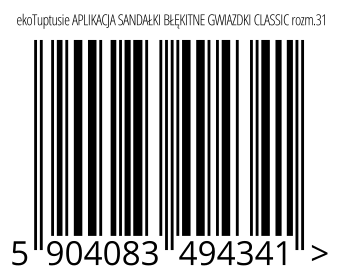 ekoTuptusie APLIKACJA SANDAŁKI BŁĘKITNE GWIAZDKI CLASSIC rozm.31
5 904083 494341 >